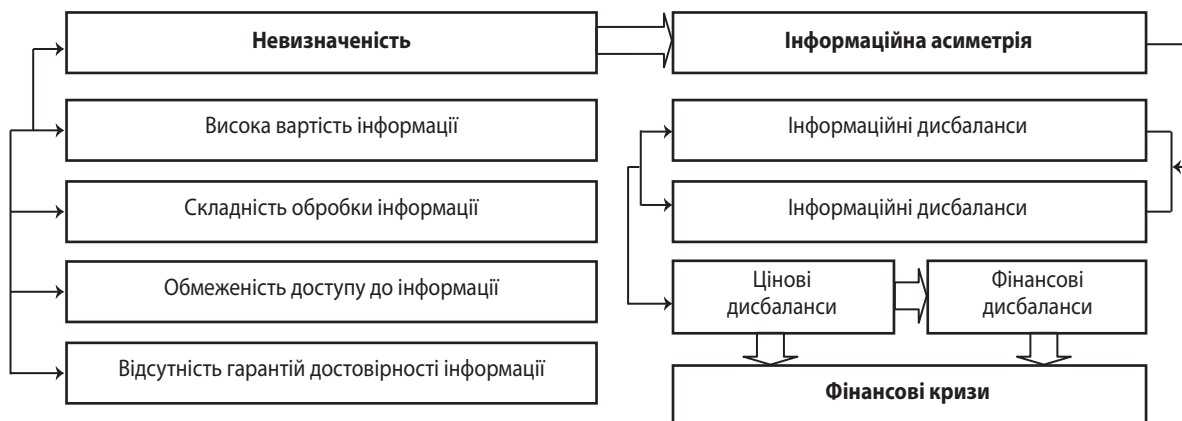 Невизначеність
Інформаційна асиметрія
Висока вартість інформації
Інформаційні дисбаланси
Складність обробки інформації
Інформаційні дисбаланси
Обмеженість доступу до інформації
Цінові
дисбаланси
Фінансові
дисбаланси
Відсутність гарантій достовірності інформації
Фінансові кризи